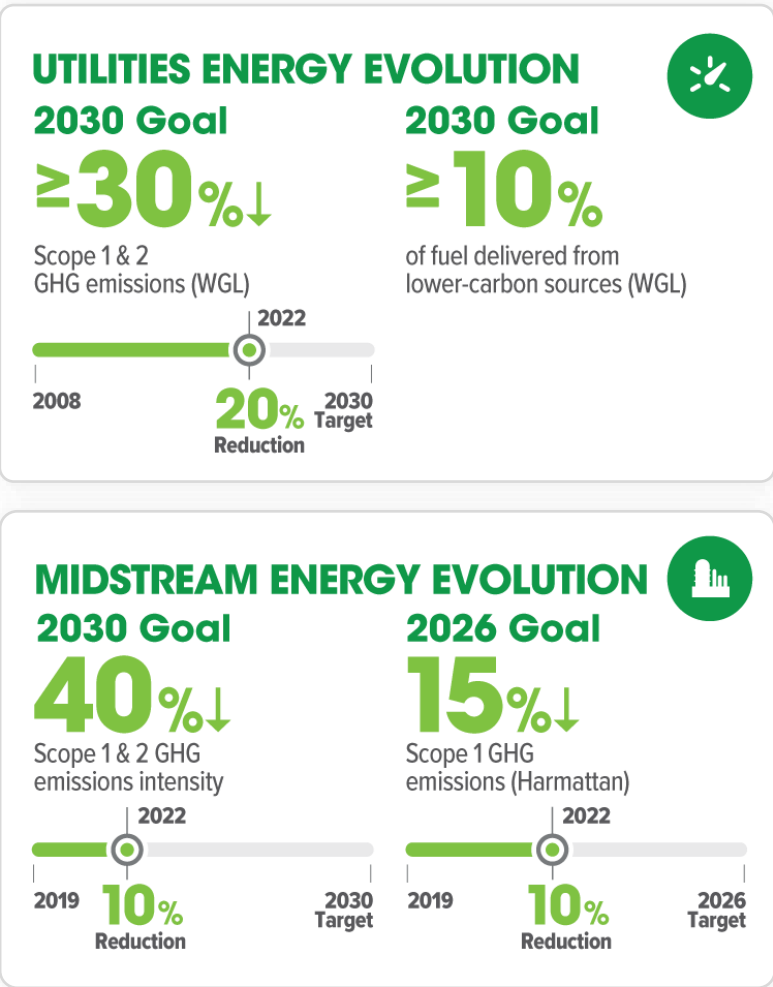 UTILITIES ENERGY EVOLUTION
2030 Goal
≥30%↓
Scope 1 & 2
GHG emissions (WGL)
2022
2008
20%
Reduction
2030
Target
2030 Goal
≥10%
of fuel delivered from
lower-carbon sources (WGL)
MIDSTREAM ENERGY EVOLUTION
2030 Goal
40%↓
Scope 1 & 2 GHG
emissions intensity
2022
2019
10%
Reduction
2030
Target
2026 Goal
15%↓
Scope 1 GHG
emissions (Harmattan)
2022
2019
10%
Reduction
2026
Target